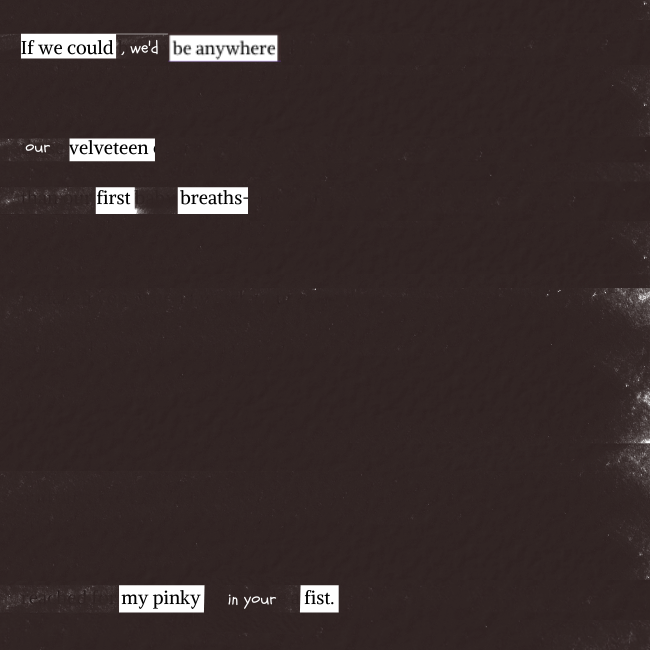 If we could, we'd be anywhere
our velveteen
first breaths-
my pinky in your fist.